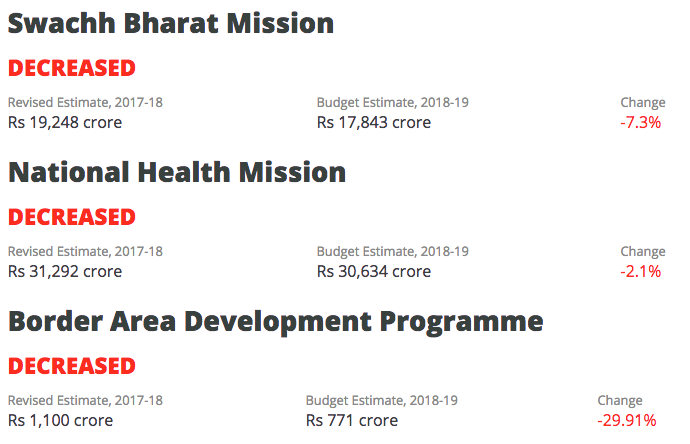 Swachh Bharat Mission
DECREASED
Revised Estimate, 2017-18 Budget Estimate, 2018-19 Change
Rs 19,248 crore Rs 17,843 crore -7.3%
National Health Mission
DECREASED
Revised Estimate, 2017-18 Budget Estimate, 2018-19 Change
Rs 31,292 crore Rs 30,634 crore -2.1%
Border Area Development Programme
DECREASED
Revised Estimate, 2017-18 Budget Estimate, 2018-19 Change
Rs 1,100 crore Rs 771 crore -29.91%